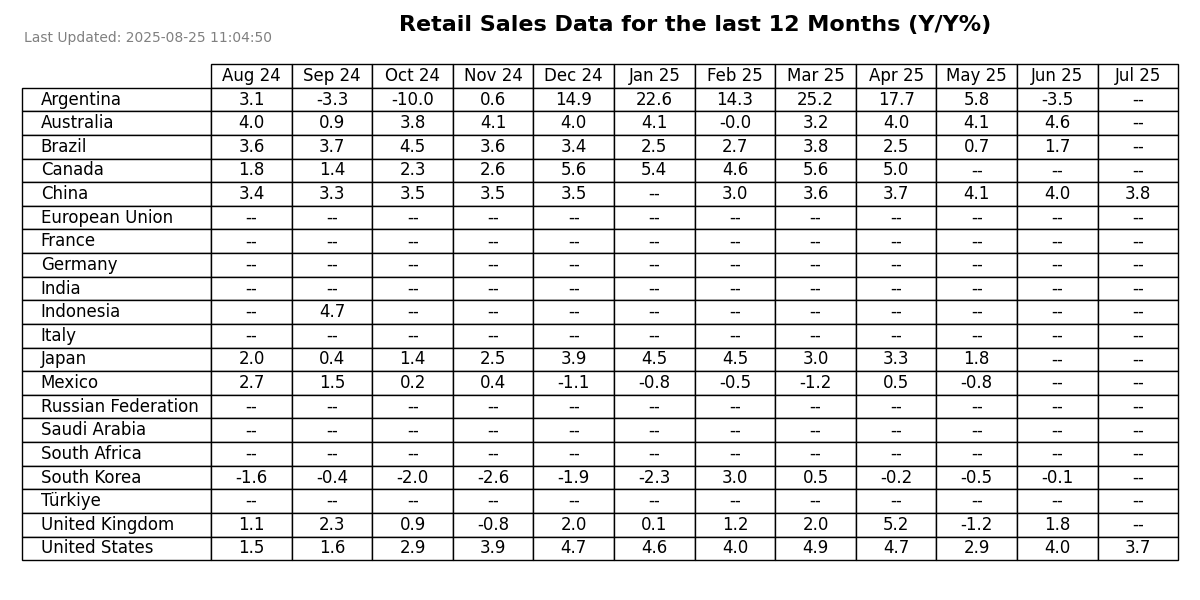 Retail Sales Data for the last 12 Months (Y/Y%)
Last Updated: 2025-08-25 11:04:50
Aug 24 Sep 24 Oct 24 Nov 24 Dec 24 Jan 25 Feb 25 Mar 25 Apr 25 May 25 Jun 25 Jul 25
Argentina 3.1 -3.3 -10.0 0.6 14.9 22.6 14.3 25.2 17.7 5.8 -3.5 --
Australia 4.0 0.9 3.8 4.1 4.0 4.1 -0.0 3.2 4.0 4.1 4.6 --
Brazil 3.6 3.7 4.5 3.6 3.4 2.5 2.7 3.8 2.5 0.7 1.7 --
Canada 1.8 1.4 2.3 2.6 5.6 5.4 4.6 5.6 5.0 -- -- --
China 3.4 3.3 3.5 3.5 3.5 -- 3.0 3.6 3.7 4.1 4.0 3.8
European Union -- -- -- -- -- -- -- -- -- -- -- --
France -- -- -- -- -- -- -- -- -- -- -- --
Germany -- -- -- -- -- -- -- -- -- -- -- --
India -- -- -- -- -- -- -- -- -- -- -- --
Indonesia -- 4.7 -- -- -- -- -- -- -- -- -- --
Italy -- -- -- -- -- -- -- -- -- -- -- --
Japan 2.0 0.4 1.4 2.5 3.9 4.5 4.5 3.0 3.3 1.8 -- --
Mexico 2.7 1.5 0.2 0.4 -1.1 -0.8 -0.5 -1.2 0.5 -0.8 -- --
Russian Federation -- -- -- -- -- -- -- -- -- -- -- --
Saudi Arabia -- -- -- -- -- -- -- -- -- -- -- --
South Africa -- -- -- -- -- -- -- -- -- -- -- --
South Korea -1.6 -0.4 -2.0 -2.6 -1.9 -2.3 3.0 0.5 -0.2 -0.5 -0.1 --
Türkiye -- -- -- -- -- -- -- -- -- -- -- --
United Kingdom 1.1 2.3 0.9 -0.8 2.0 0.1 1.2 2.0 5.2 -1.2 1.8 --
United States 1.5 1.6 2.9 3.9 4.7 4.6 4.0 4.9 4.7 2.9 4.0 3.7